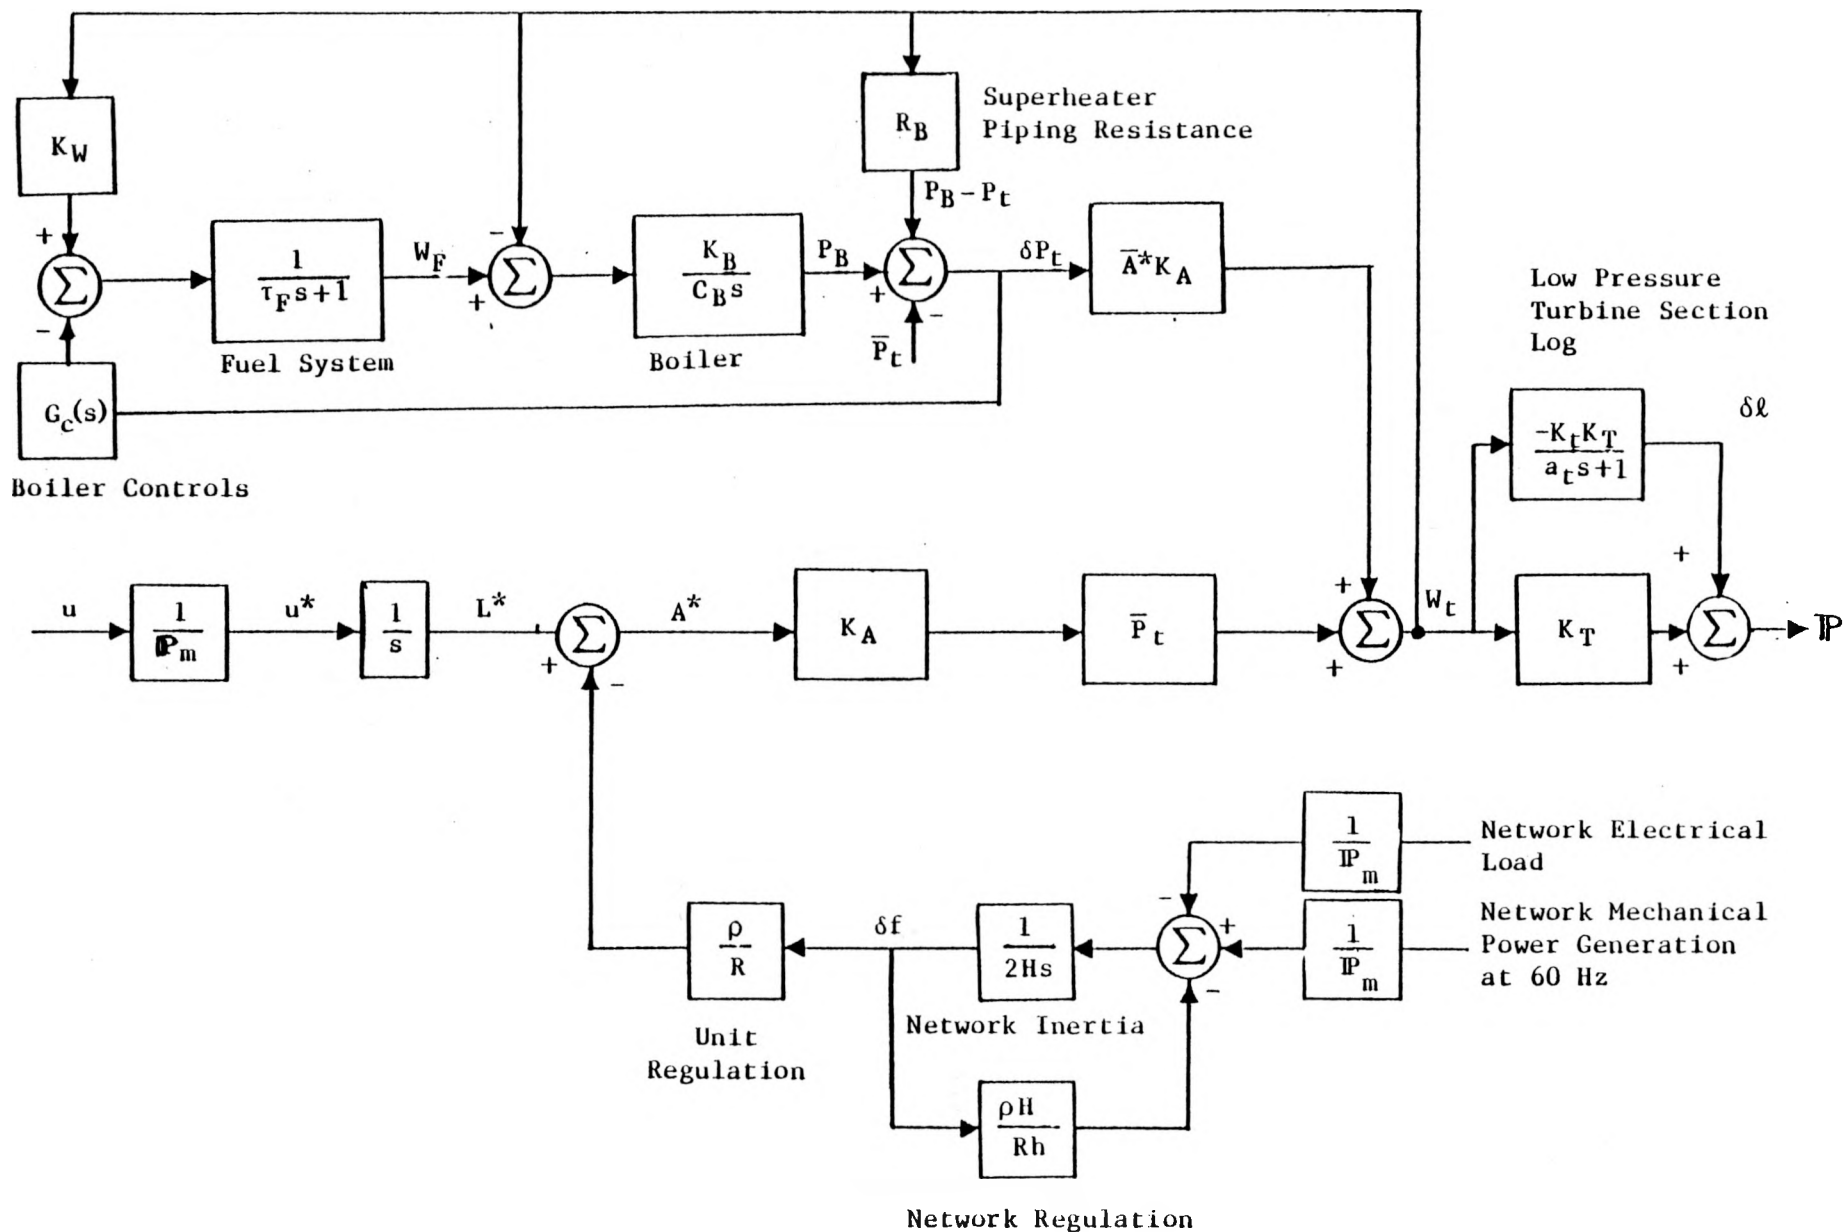 K_W
Superheater
Piping Resistance
R_B
P_B - P_t
+
Σ
-
1
τ_F s+1
Fuel System
W_F
-
Σ
+
K_B
C_B s
Boiler
P_B
Σ
+
-
P̅_t
δP_t
A̅*K_A
G_c(s)
Boiler Controls
Low Pressure
Turbine Section
Log
-K_t K_T
a_t s+1
δℓ
u
1
ℙ_m
u*
1
s
L*
Σ
+
-
A*
K_A
P̅_t
+
Σ
+
W_t
K_T
+
Σ
+
ℙ
1
ℙ_m
Network Electrical
Load
1
ℙ_m
Network Mechanical
Power Generation
at 60 Hz
-
Σ
+
-
1
2Hs
Network Inertia
δf
ρ
R
Unit
Regulation
ρH
Rh
Network Regulation